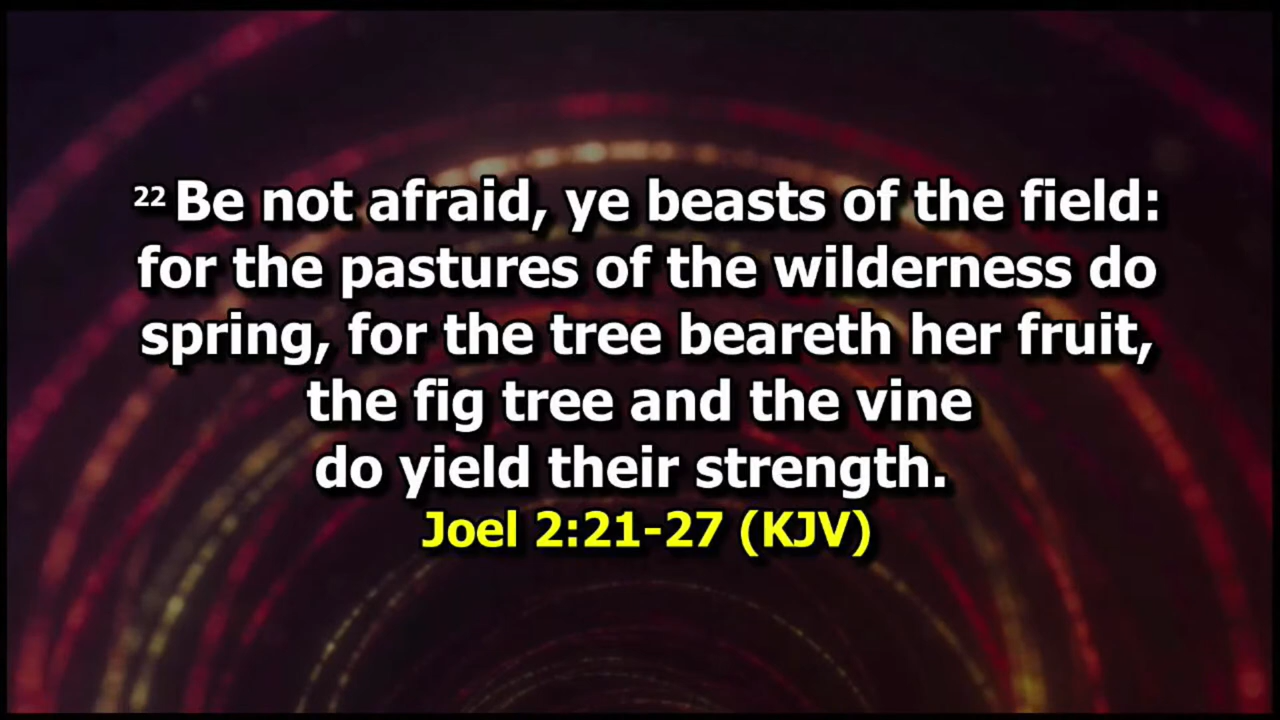 22 Be not afraid, ye beasts of the field:
for the pastures of the wilderness do
spring, for the tree beareth her fruit,
the fig tree and the vine
do yield their strength.
Joel 2:21-27 (KJV)